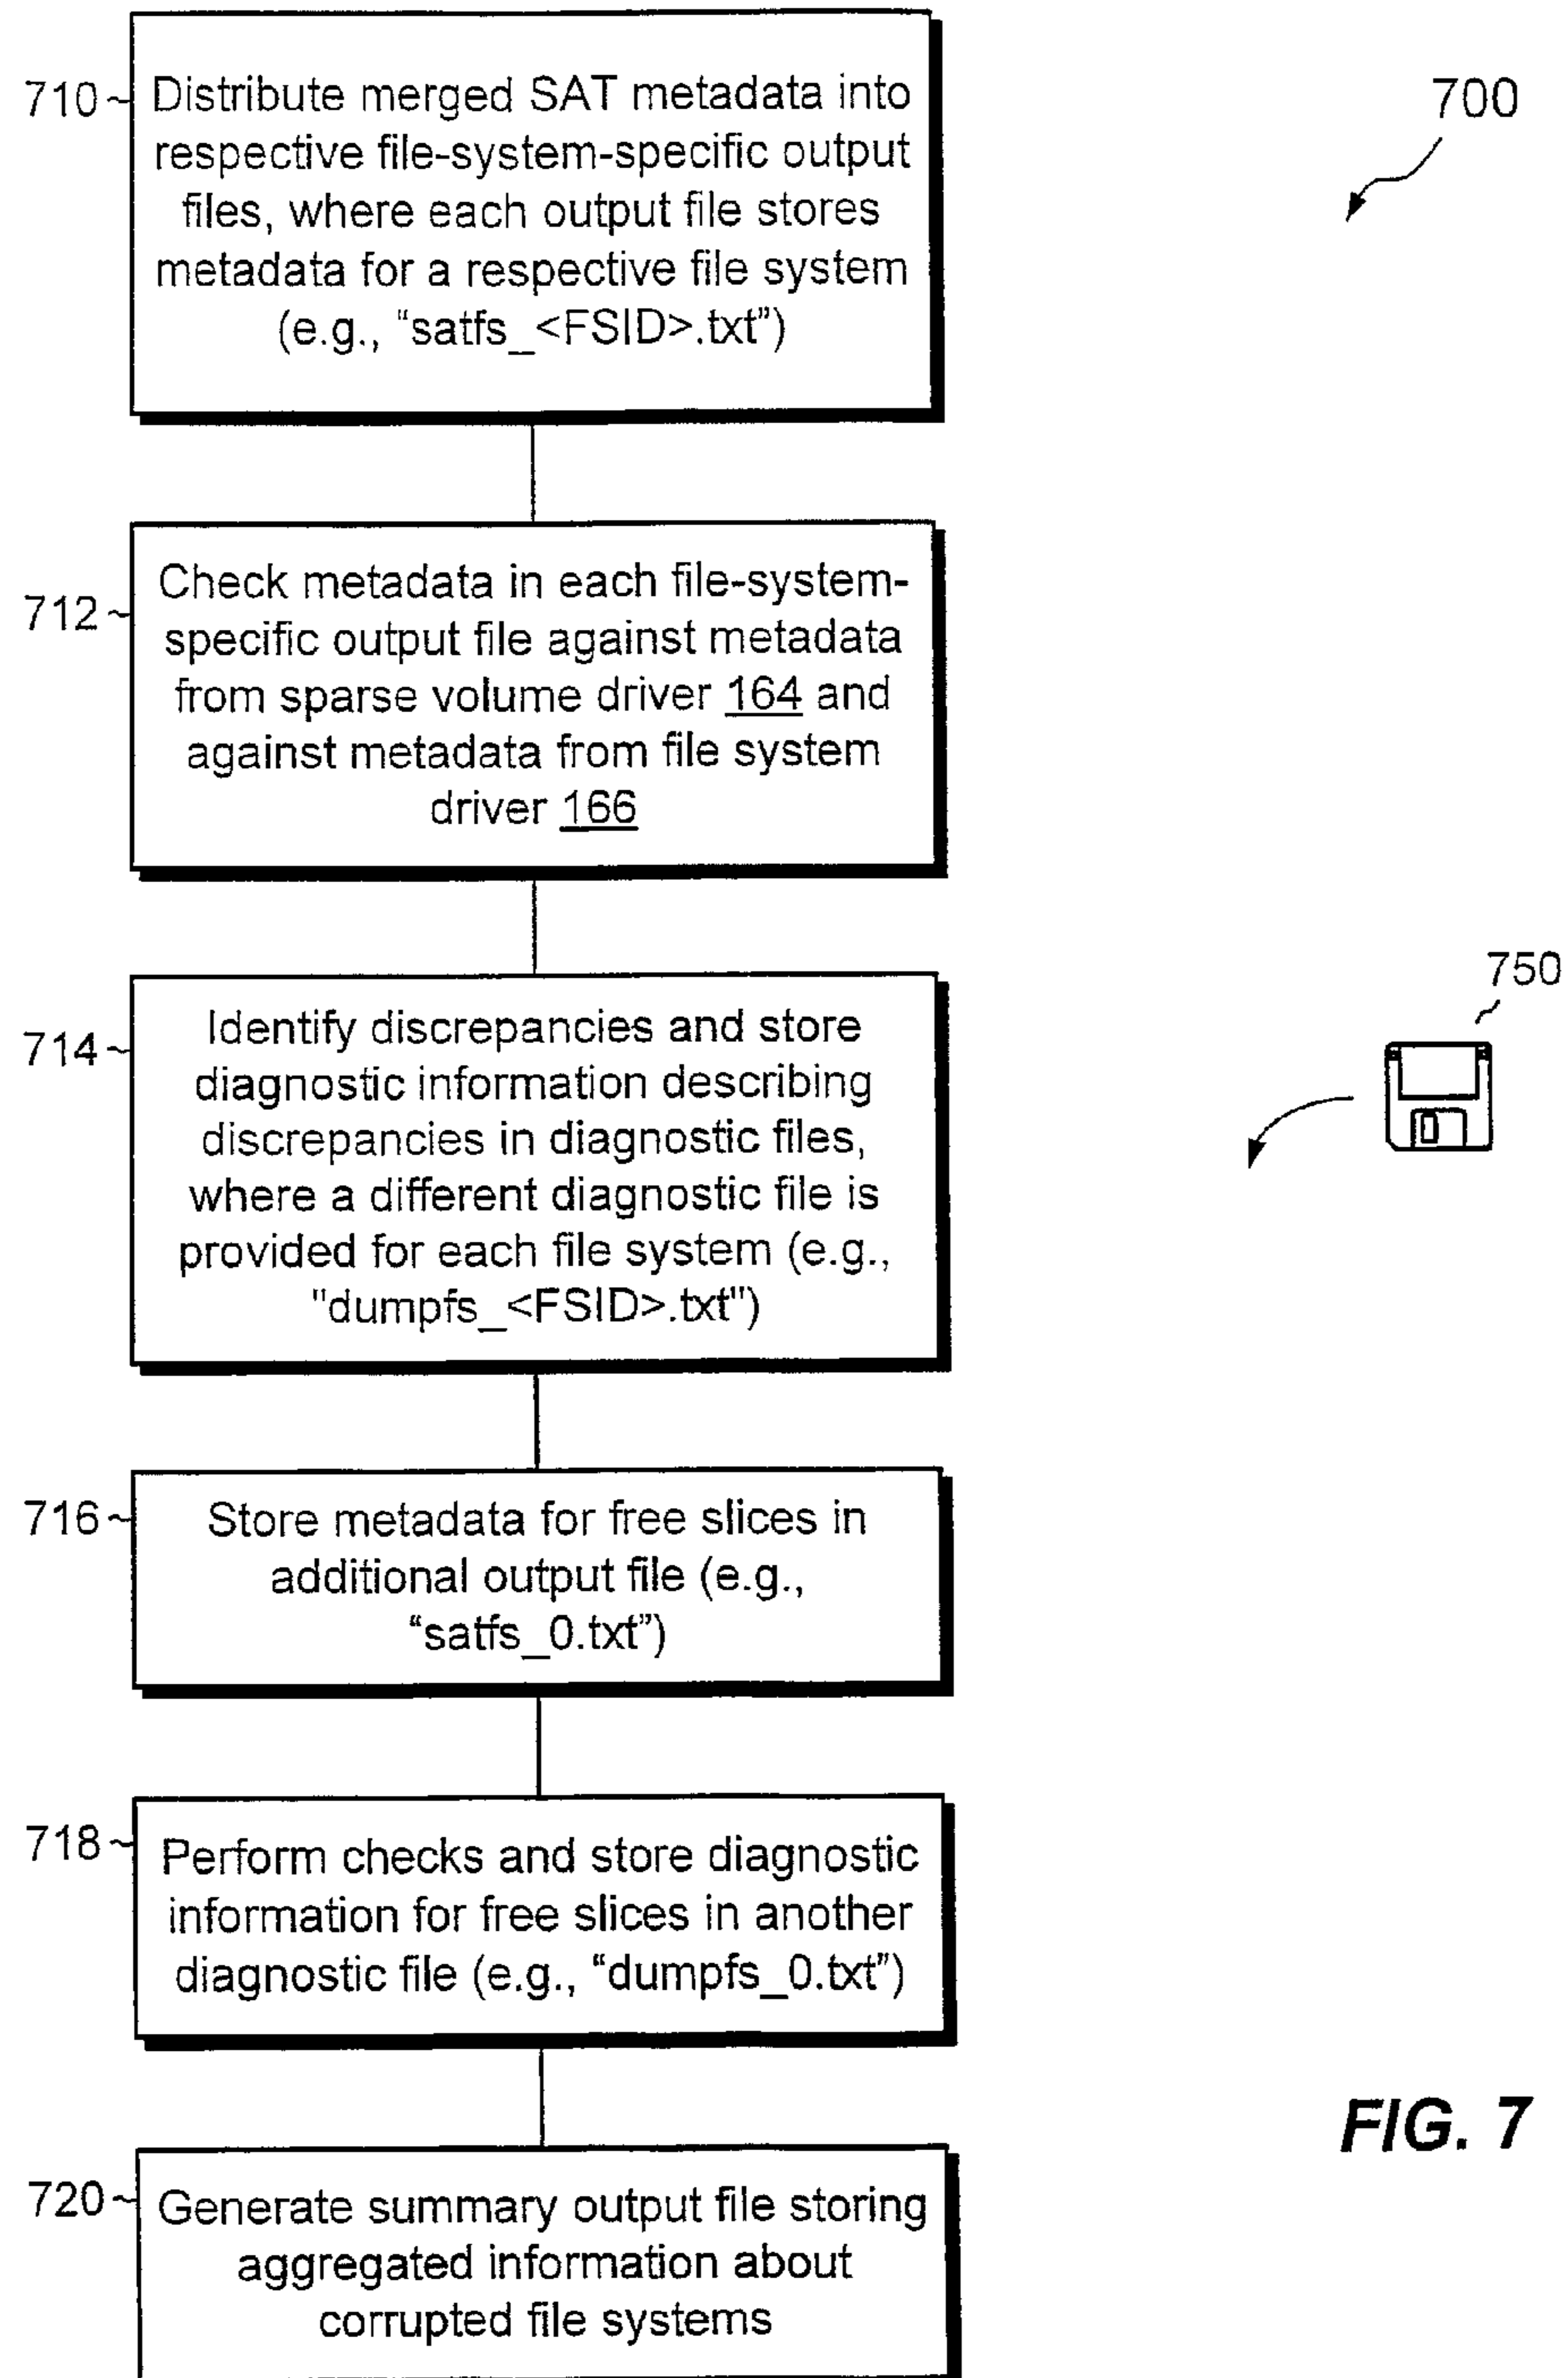 710
Distribute merged SAT metadata into
respective file-system-specific output
files, where each output file stores
metadata for a respective file system
(e.g., “satfs_<FSID>.txt”)
700
712
Check metadata in each file-system-
specific output file against metadata
from sparse volume driver 164 and
against metadata from file system
driver 166
714
Identify discrepancies and store
diagnostic information describing
discrepancies in diagnostic files,
where a different diagnostic file is
provided for each file system (e.g.,
"dumpfs_<FSID>.txt")
750
716
Store metadata for free slices in
additional output file (e.g.,
“satfs_0.txt”)
718
Perform checks and store diagnostic
information for free slices in another
diagnostic file (e.g., “dumpfs_0.txt”)
720
Generate summary output file storing
aggregated information about
corrupted file systems
FIG. 7